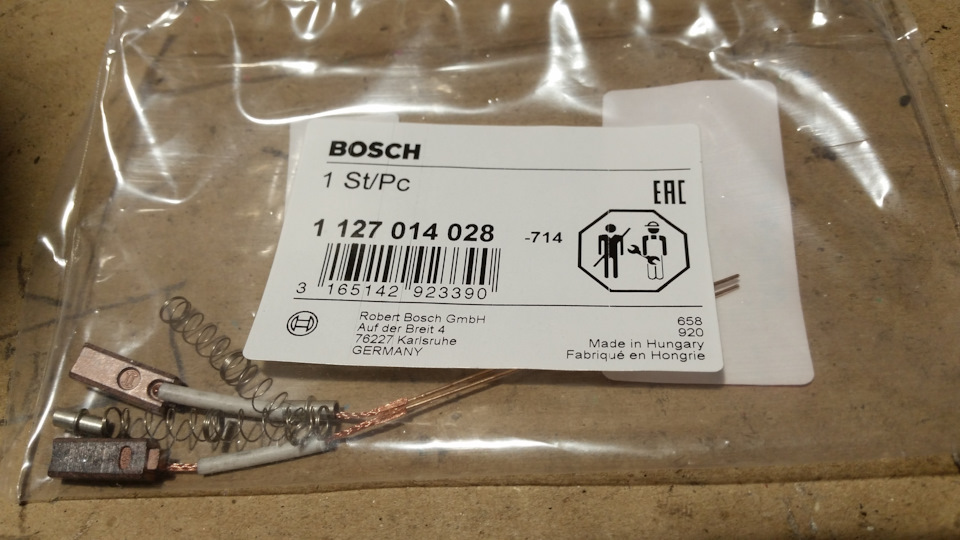 BOSCH
1 St/Pc
EAC
1 127 014 028
-714
3 165142 923390
Robert Bosch GmbH
Auf der Breit 4
76227 Karlsruhe
GERMANY
658
920
Made in Hungary
Fabriqué en Hongrie